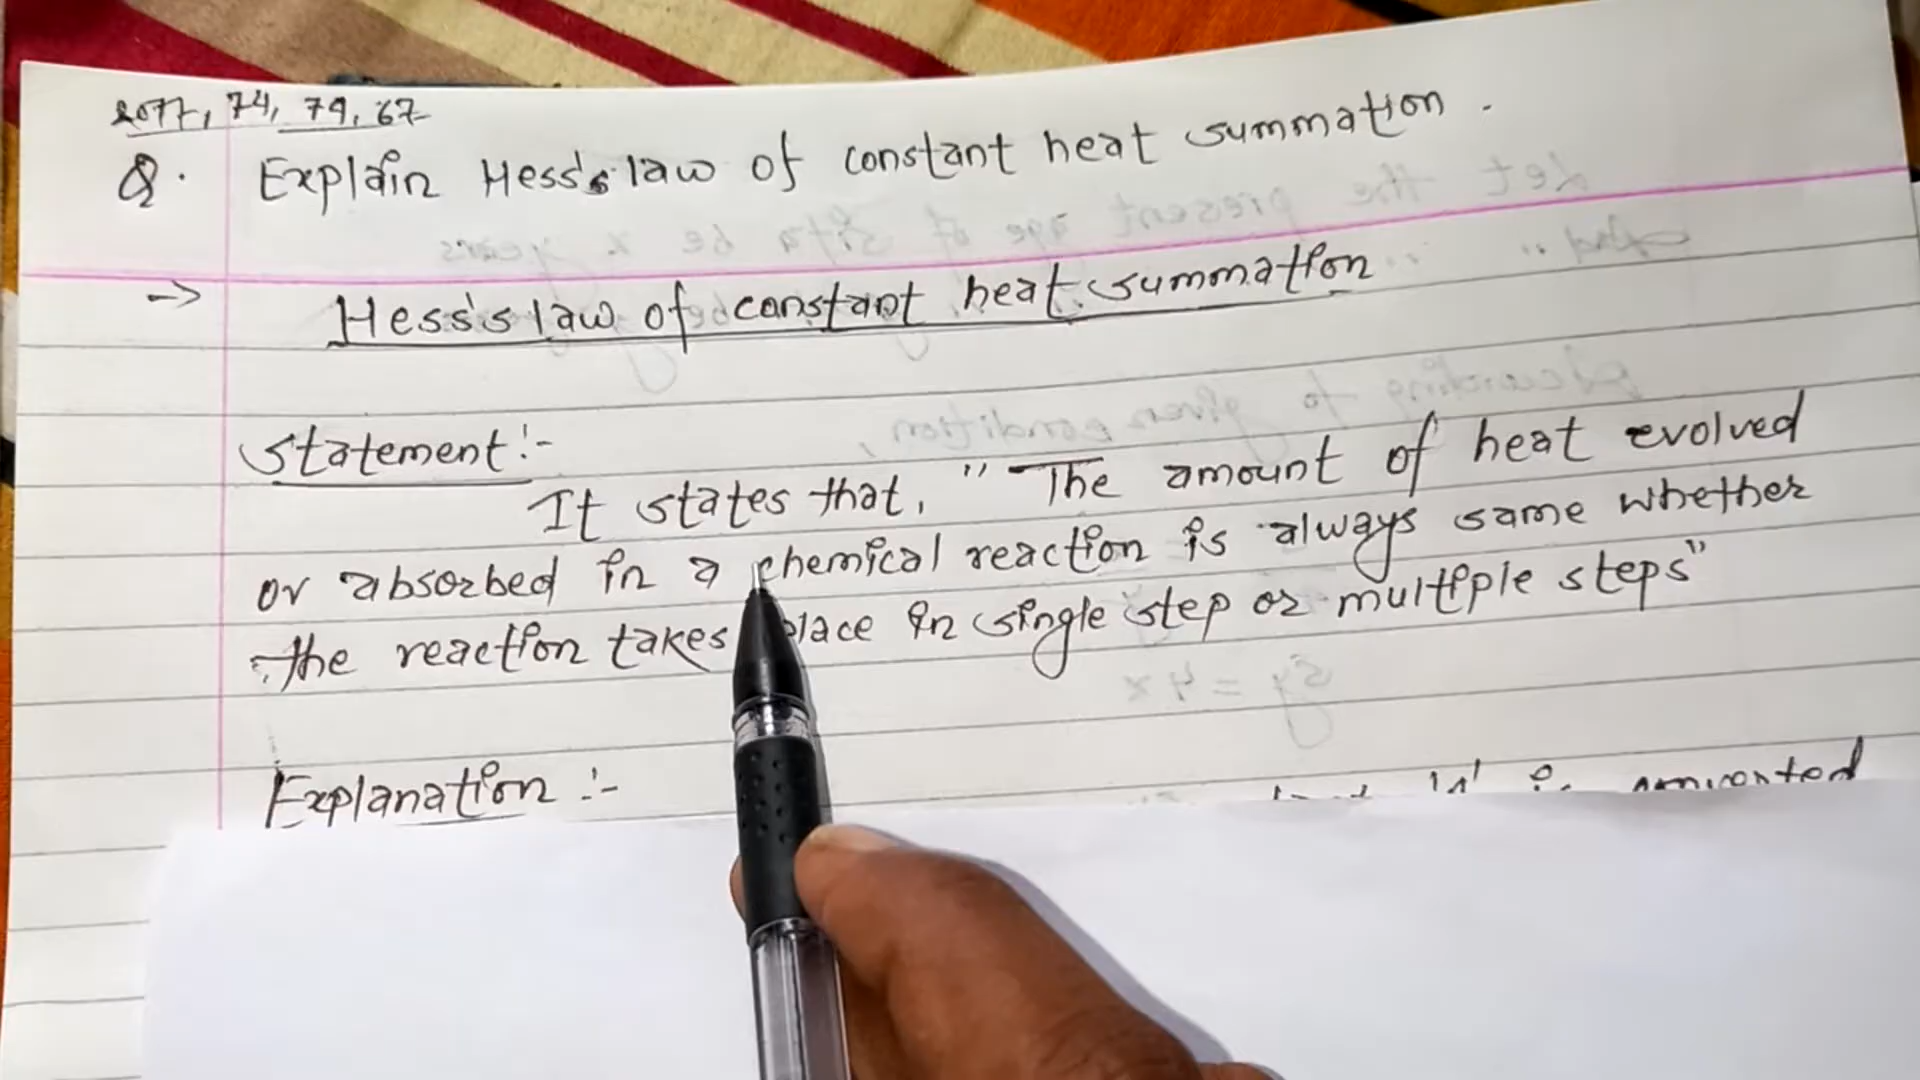 2077, 74, 79, 67
Q. Explain Hess's law of constant heat summation.
-> Hess's law of constant heat summation
Statement:-
It states that, "The amount of heat evolved
or absorbed in a chemical reaction is always same whether
the reaction takes place in single step or multiple steps"
Explanation :-
is converted